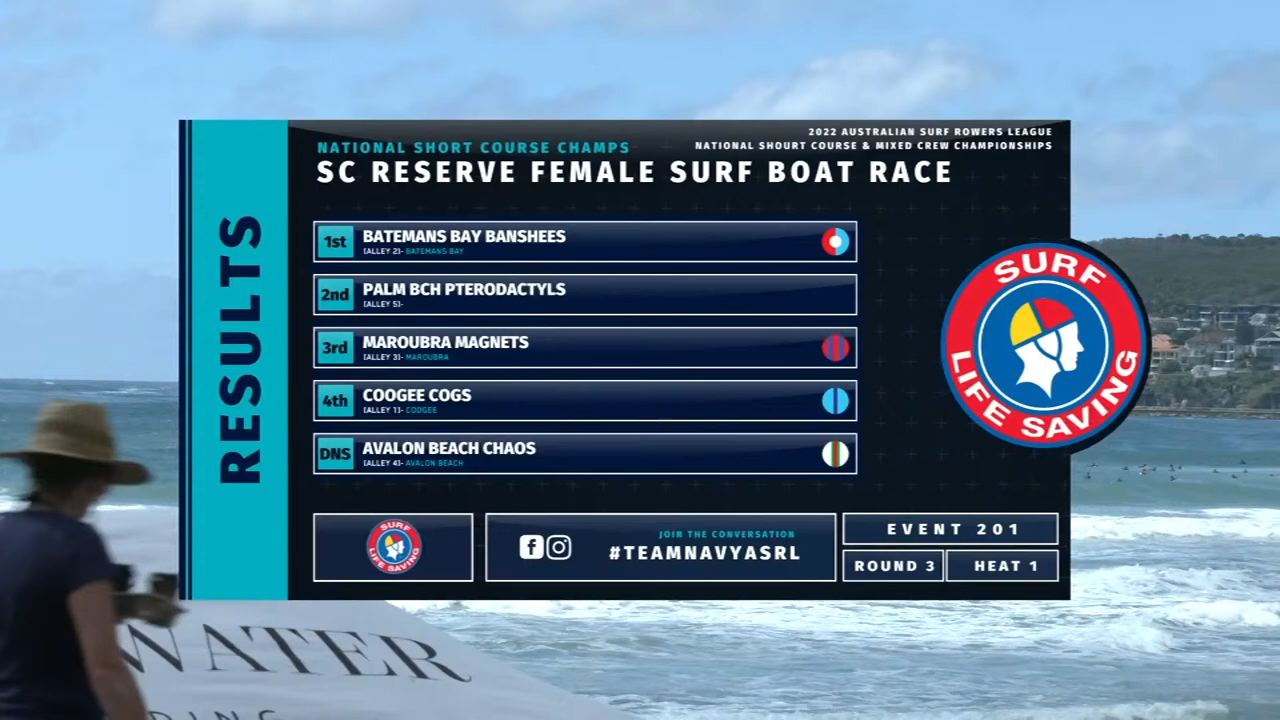 2022 AUSTRALIAN SURF ROWERS LEAGUE
NATIONAL SHORT COURSE CHAMPS
NATIONAL SHOURT COURSE & MIXED CREW CHAMPIONSHIPS
SC RESERVE FEMALE SURF BOAT RACE
RESULTS
1st BATEMANS BAY BANSHEES
(ALLEY 2)- BATEMANS BAY
2nd PALM BCH PTERODACTYLS
(ALLEY 5)-
3rd MAROUBRA MAGNETS
(ALLEY 3)- MAROUBRA
4th COOGEE COGS
(ALLEY 1)- COOGEE
DNS AVALON BEACH CHAOS
(ALLEY 4)- AVALON BEACH
SURF
LIFE SAVING
SURF
LIFE SAVING
JOIN THE CONVERSATION
#TEAMNAVYASRL
EVENT 201
ROUND 3
HEAT 1
WATER